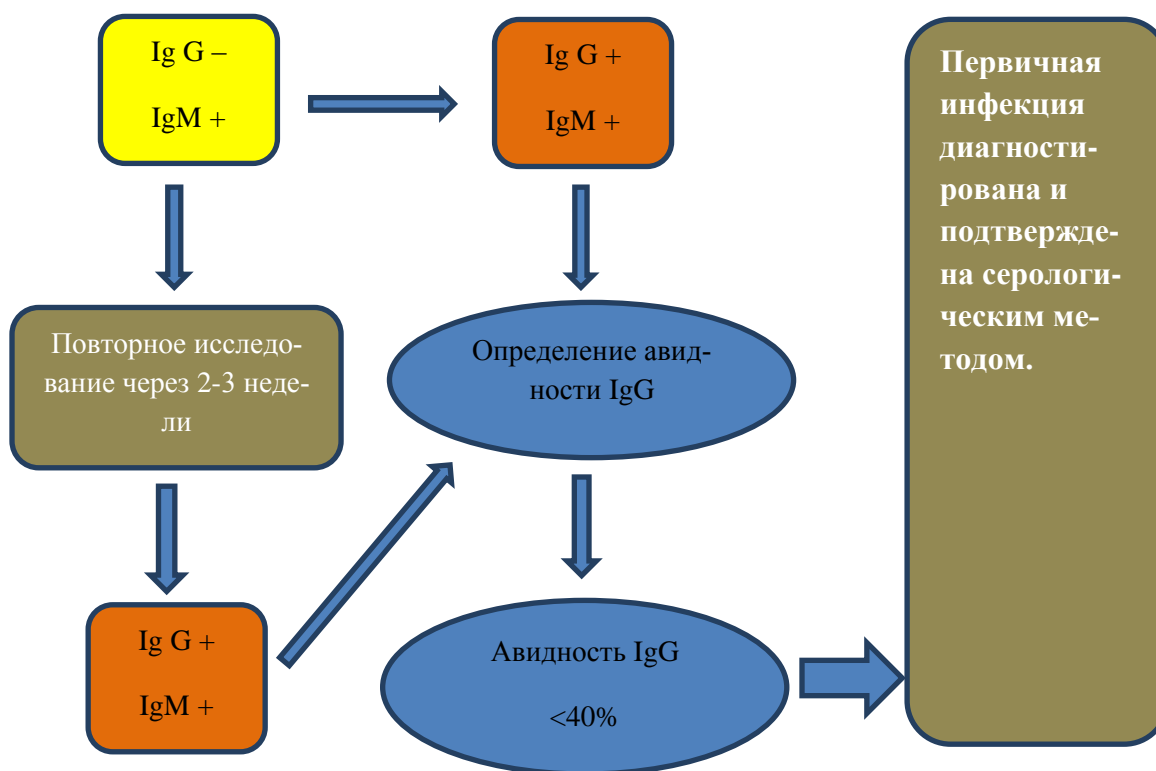 Ig G –
IgM +
Ig G +
IgM +
Первичная
инфекция
диагности-
рована и
подтвержде-
на серологи-
ческим ме-
тодом.
Повторное исследо-
вание через 2-3 неде-
ли
Определение авид-
ности IgG
Ig G +
IgM +
Авидность IgG
<40%